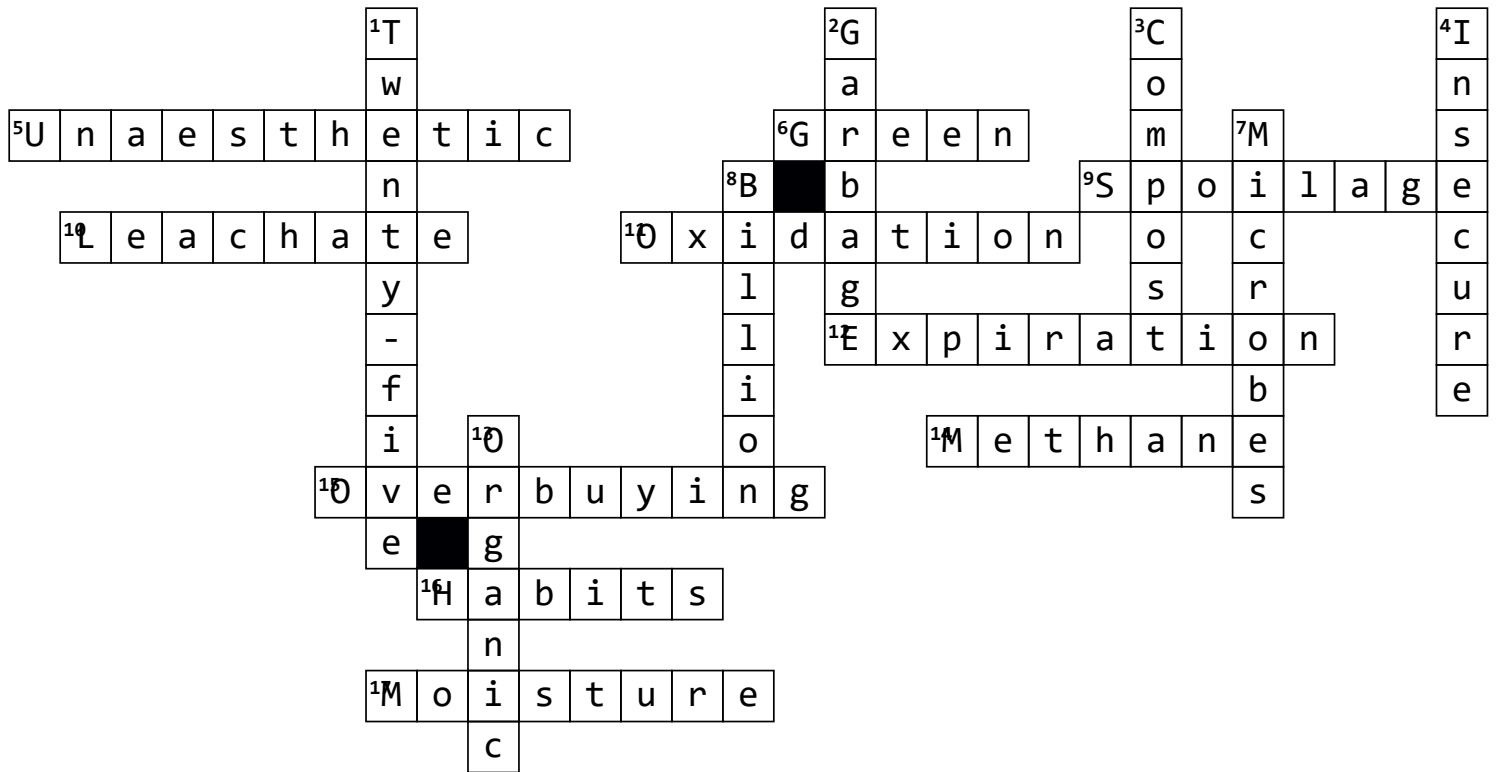 1T 2G 3C 4I
w a o n
5Unaesthetic 6Green m 7M s
n 8B b 9Spoilage
10Leachate 11Oxidation o c c
y l g s r u
- l 12Expiration r
f i b e
i 13O o 14Methane
15Overbuying s
e g
16Habits
n
17Moisture
c